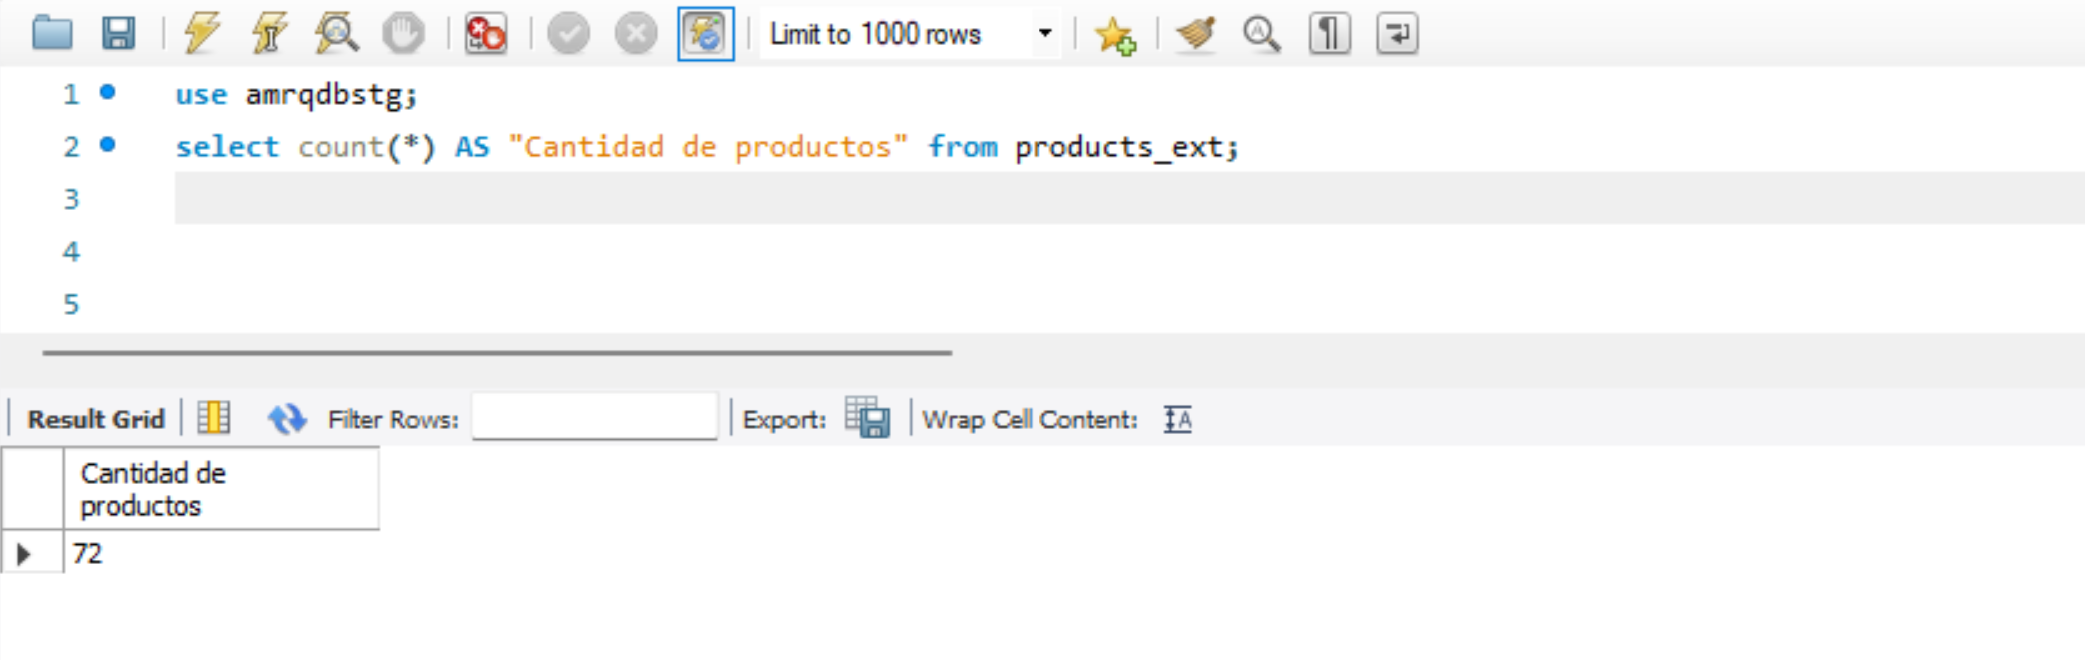 Limit to 1000 rows
1 use amrqdbstg;
2 select count(*) AS "Cantidad de productos" from products_ext;
3
4
5
Result Grid Filter Rows: Export: Wrap Cell Content:
Cantidad de
productos
72